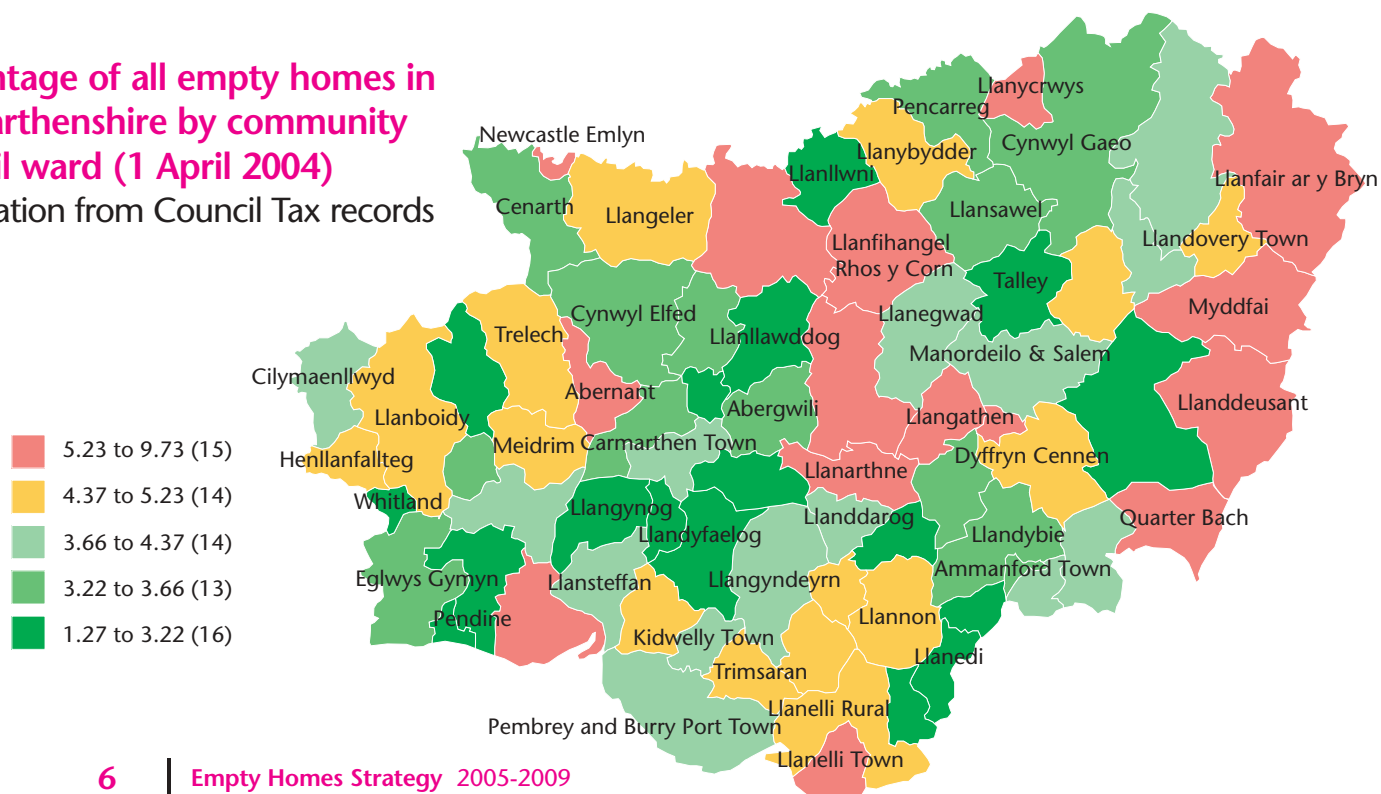 ntage of all empty homes in
arthenshire by community
il ward (1 April 2004)
ation from Council Tax records
5.23 to 9.73 (15)
4.37 to 5.23 (14)
3.66 to 4.37 (14)
3.22 to 3.66 (13)
1.27 to 3.22 (16)
Llanycrwys
Pencarreg
Newcastle Emlyn
Cynwyl Gaeo
Llanybydder
Llanllwni
Llanfair ar y Bryn
Cenarth
Llangeler
Llansawel
Llanfihangel
Rhos y Corn
Llandovery Town
Talley
Myddfai
Cynwyl Elfed
Llanegwad
Trelech
Llanllawddog
Manordeilo & Salem
Cilymaenllwyd
Abernant
Llanddeusant
Llanboidy
Abergwili
Llangathen
Meidrim
Carmarthen Town
Dyffryn Cennen
Henllanfallteg
Llanarthne
Whitland
Llangynog
Llanddarog
Quarter Bach
Llandyfaelog
Llandybie
Eglwys Gymyn
Llansteffan
Llangyndeyrn
Ammanford Town
Pendine
Llannon
Kidwelly Town
Llanedi
Trimsaran
Llanelli Rural
Pembrey and Burry Port Town
Llanelli Town
6 | Empty Homes Strategy 2005-2009